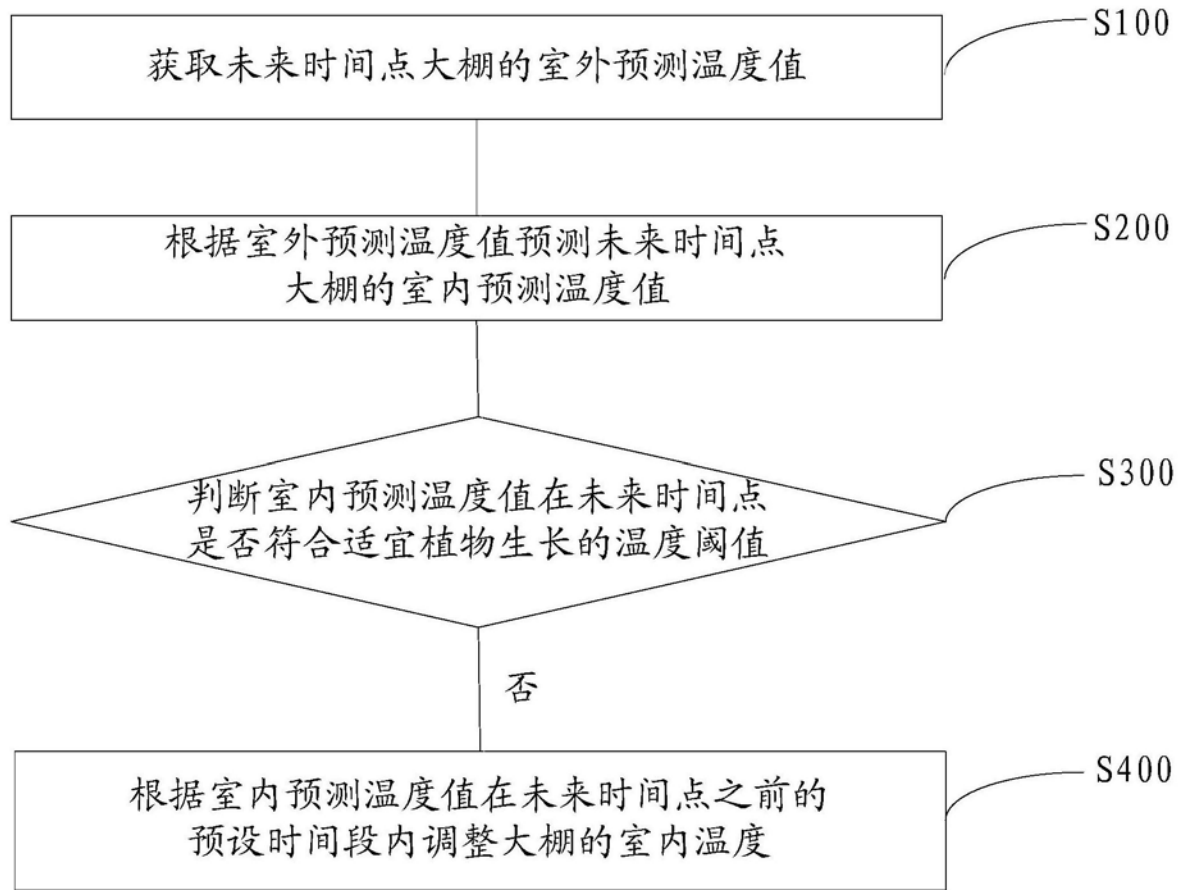 S100
获取未来时间点大棚的室外预测温度值
S200
根据室外预测温度值预测未来时间点
大棚的室内预测温度值
S300
判断室内预测温度值在未来时间点
是否符合适宜植物生长的温度阈值
否
S400
根据室内预测温度值在未来时间点之前的
预设时间段内调整大棚的室内温度